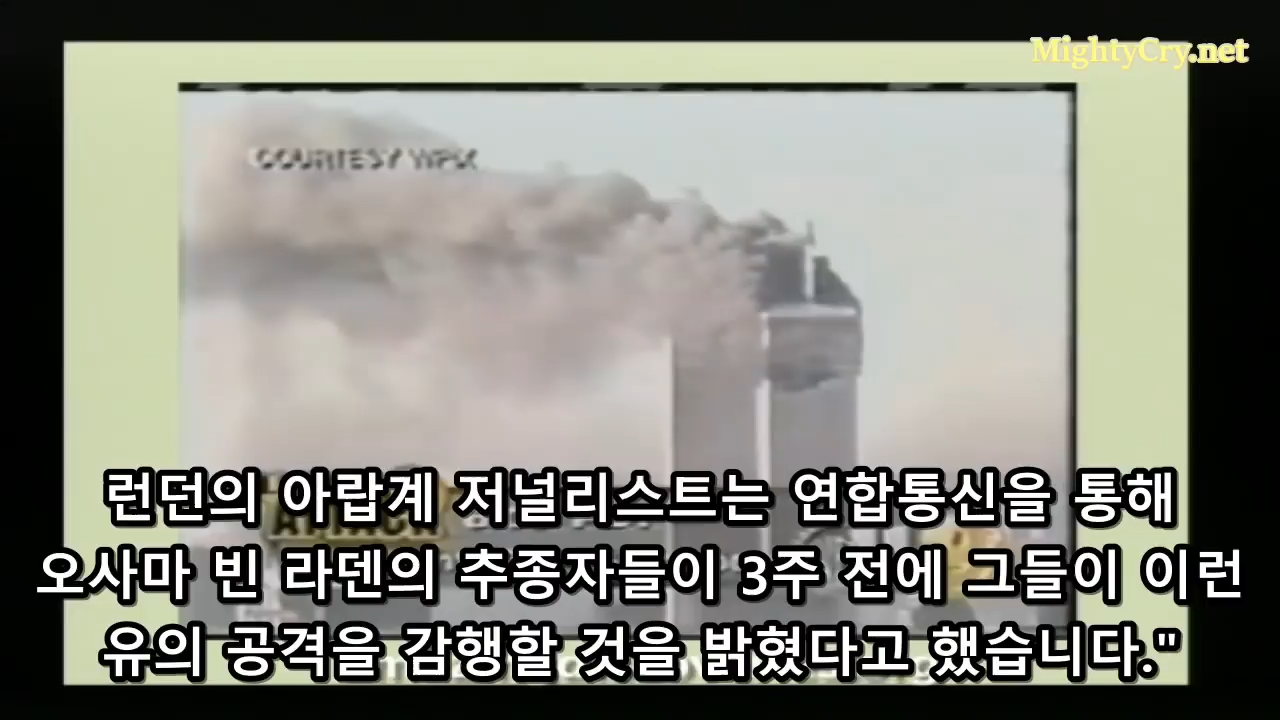 MightyCry.net
COURTESY WPIX
런던의 아랍계 저널리스트는 연합통신을 통해
오사마 빈 라덴의 추종자들이 3주 전에 그들이 이런
유의 공격을 감행할 것을 밝혔다고 했습니다."